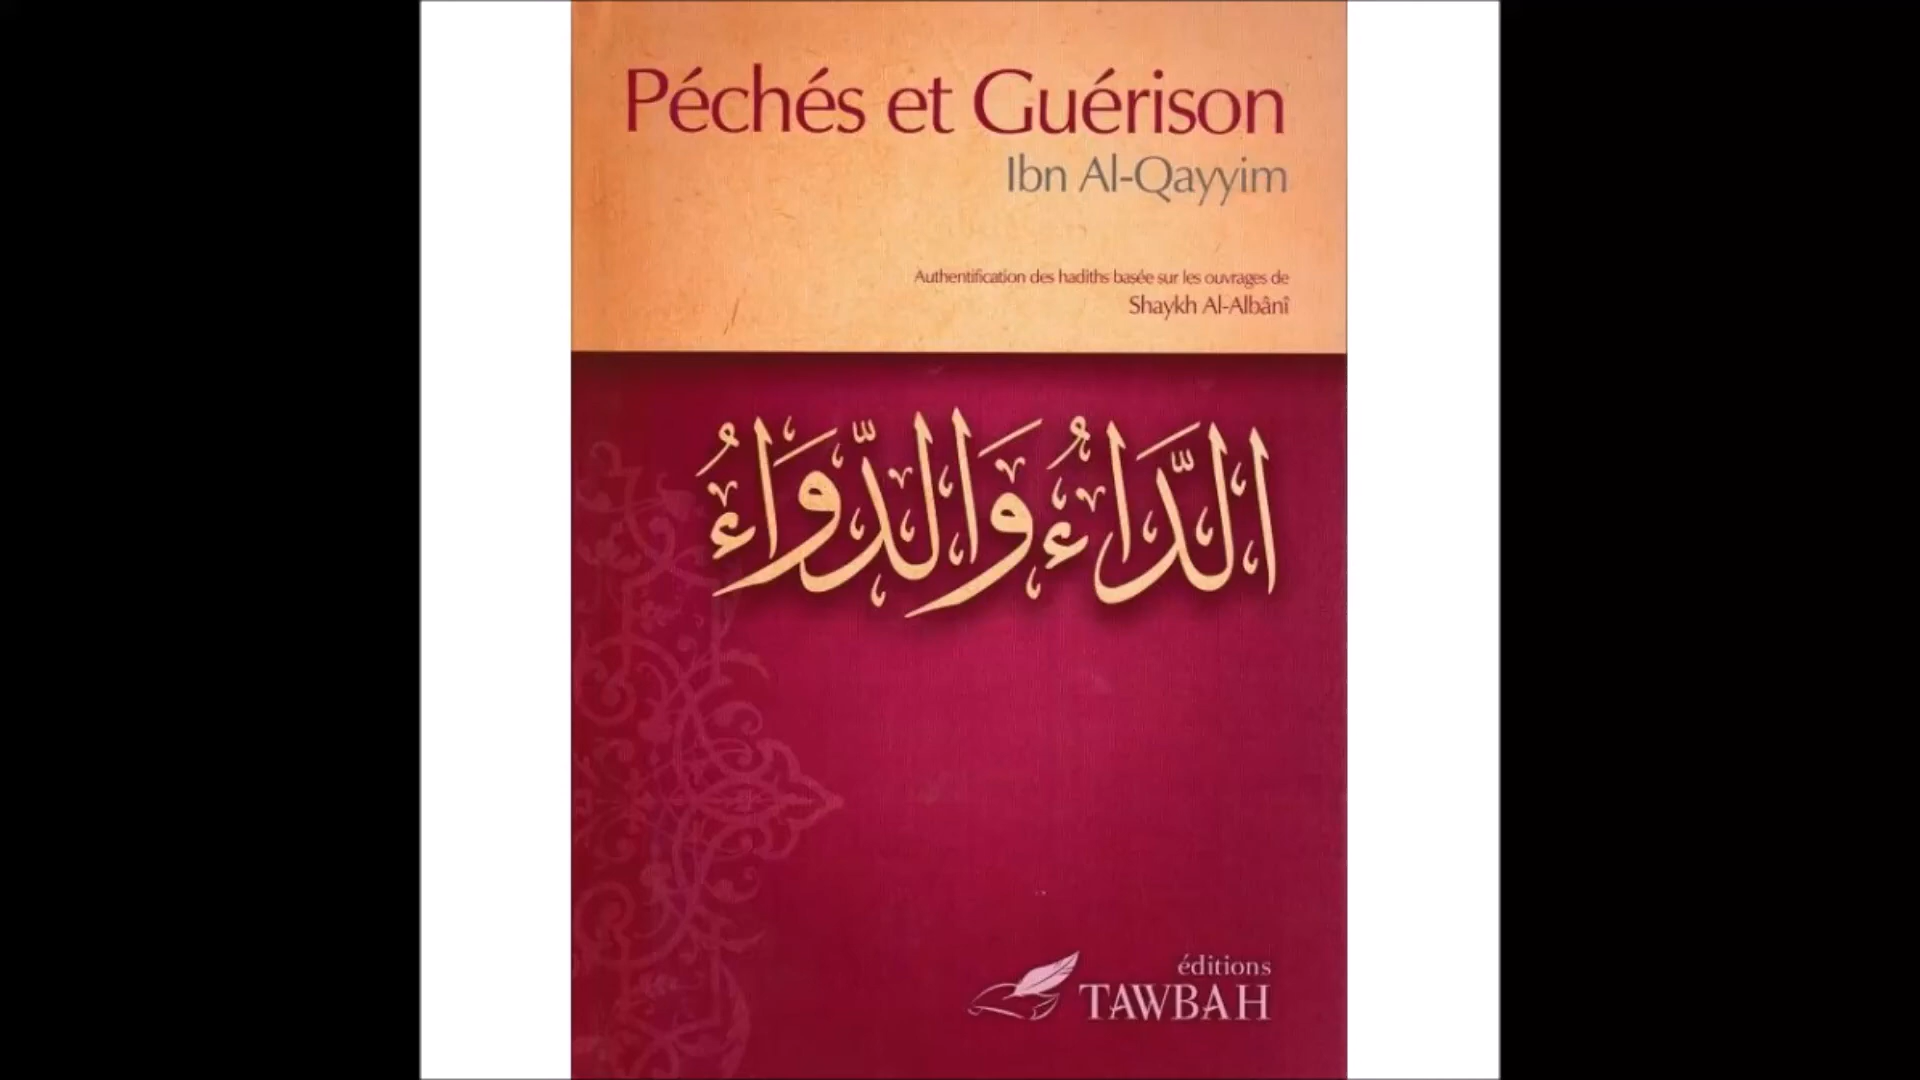 Péchés et Guérison
Ibn Al-Qayyim
Authentification des hadiths basée sur les ouvrages de
Shaykh Al-Albânî
الدَّاءُ وَالدَّوَاءُ
éditions
TAWBAH